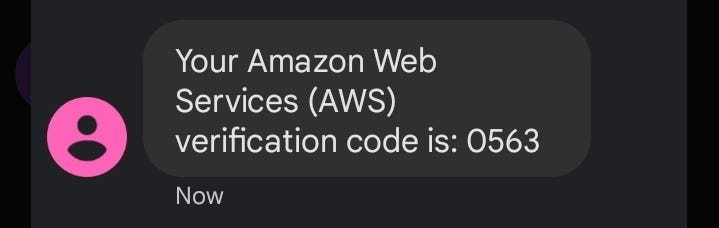 Your Amazon Web
Services (AWS)
verification code is: 0563
Now